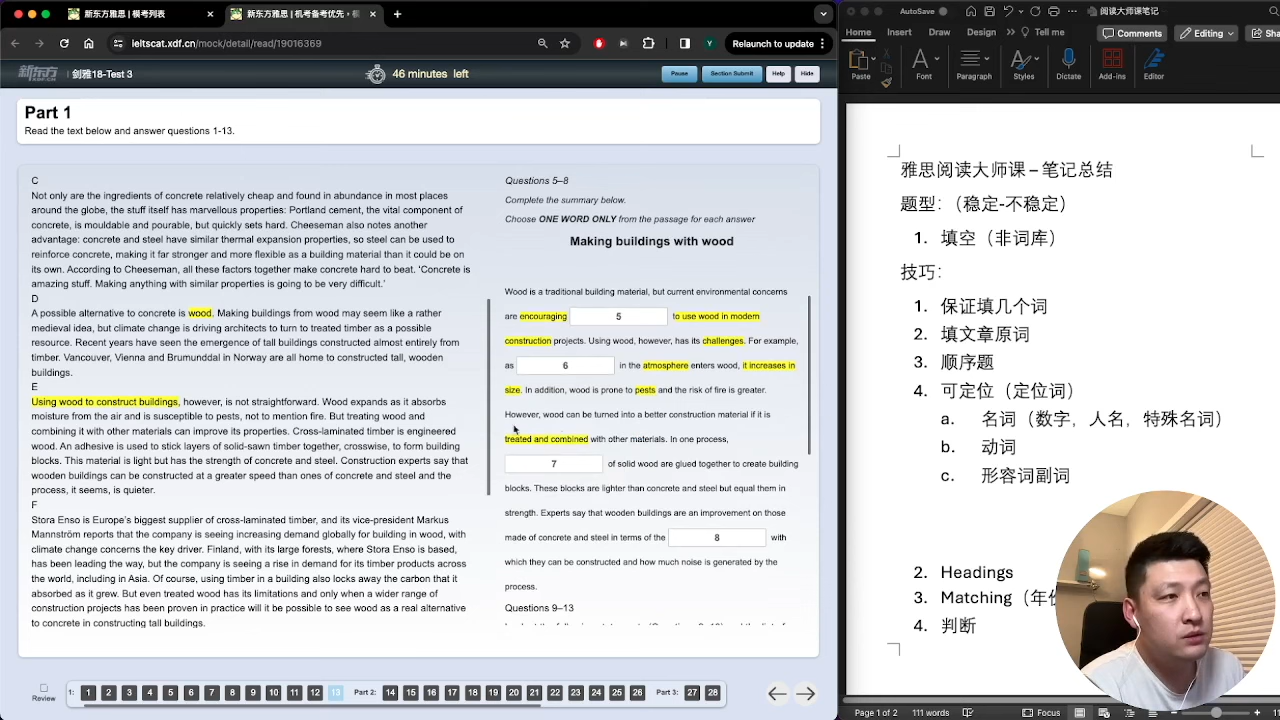 新东方雅思 | 模考列表
新东方雅思 | 机考备考优先 • 模
AutoSave
阅读大师课笔记
ieltscat.xdf.cn/mock/detail/read/19016369
Relaunch to update
Home
Insert
Draw
Design
Tell me
Comments
Editing
Paste
Font
Paragraph
Styles
Dictate
Add-ins
Editor
新东方
剑雅18-Test 3
minutes left
Pause
Section Submit
Help
Hide
Part 1
Read the text below and answer questions 1-13.
C
Not only are the ingredients of concrete relatively cheap and found in abundance in most places
around the globe, the stuff itself has marvellous properties: Portland cement, the vital component of
concrete, is mouldable and pourable, but quickly sets hard. Cheeseman also notes another
advantage: concrete and steel have similar thermal expansion properties, so steel can be used to
reinforce concrete, making it far stronger and more flexible as a building material than it could be on
its own. According to Cheeseman, all these factors together make concrete hard to beat. ‘Concrete is
amazing stuff. Making anything with similar properties is going to be very difficult.’
D
A possible alternative to concrete is wood. Making buildings from wood may seem like a rather
medieval idea, but climate change is driving architects to turn to treated timber as a possible
resource. Recent years have seen the emergence of tall buildings constructed almost entirely from
timber. Vancouver, Vienna and Brumunddal in Norway are all home to constructed tall, wooden
buildings.
E
Using wood to construct buildings, however, is not straightforward. Wood expands as it absorbs
moisture from the air and is susceptible to pests, not to mention fire. But treating wood and
combining it with other materials can improve its properties. Cross-laminated timber is engineered
wood. An adhesive is used to stick layers of solid-sawn timber together, crosswise, to form building
blocks. This material is light but has the strength of concrete and steel. Construction experts say that
wooden buildings can be constructed at a greater speed than ones of concrete and steel and the
process, it seems, is quieter.
F
Stora Enso is Europe's biggest supplier of cross-laminated timber, and its vice-president Markus
Mannström reports that the company is seeing increasing demand globally for building in wood, with
climate change concerns the key driver. Finland, with its large forests, where Stora Enso is based,
has been leading the way, but the company is seeing a rise in demand for its timber products across
the world, including in Asia. Of course, using timber in a building also locks away the carbon that it
absorbed as it grew. But even treated wood has its limitations and only when a wider range of
construction projects has been proven in practice will it be possible to see wood as a real alternative
to concrete in constructing tall buildings.
Questions 5–8
Complete the summary below.
Choose ONE WORD ONLY from the passage for each answer
Making buildings with wood
Wood is a traditional building material, but current environmental concerns
are encouraging 5 to use wood in modern
construction projects. Using wood, however, has its challenges. For example,
as 6 in the atmosphere enters wood, it increases in
size. In addition, wood is prone to pests and the risk of fire is greater.
However, wood can be turned into a better construction material if it is
treated and combined with other materials. In one process,
7 of solid wood are glued together to create building
blocks. These blocks are lighter than concrete and steel but equal them in
strength. Experts say that wooden buildings are an improvement on those
made of concrete and steel in terms of the 8 with
which they can be constructed and how much noise is generated by the
process.
Questions 9–13
Review
1: 1 2 3 4 5 6 7 8 9 10 11 12 13 Part 2: 14 15 16 17 18 19 20 21 22 23 24 25 26 Part 3: 27 28
雅思阅读大师课 – 笔记总结
题型：（稳定-不稳定）
1. 填空（非词库）
技巧：
1. 保证填几个词
2. 填文章原词
3. 顺序题
4. 可定位（定位词）
a. 名词（数字，人名，特殊名词）
b. 动词
c. 形容词副词
2. Headings
3. Matching（年份
4. 判断
Page 1 of 2
111 words
Focus